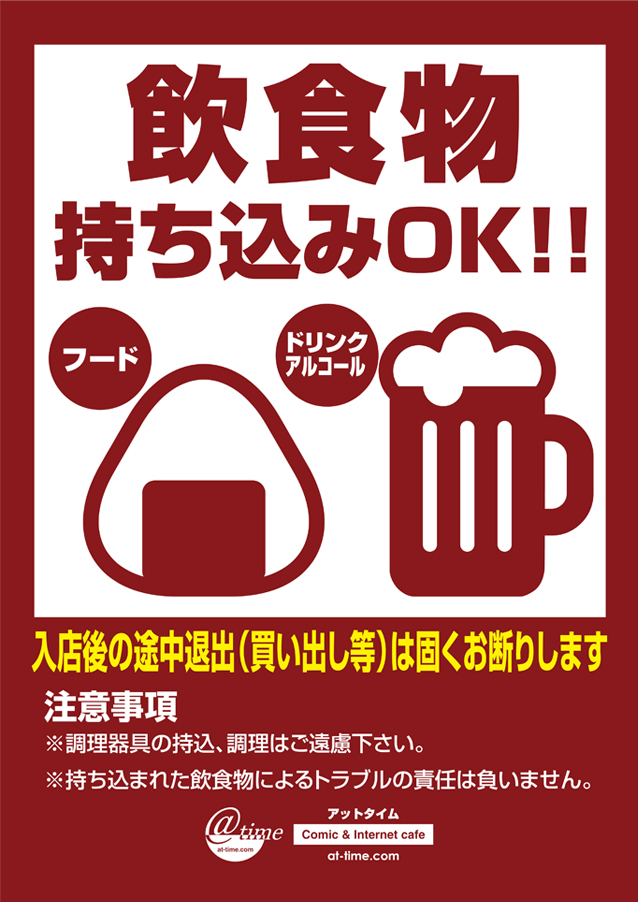 飲食物
持ち込みOK!!
フード
ドリンク
アルコール
入店後の途中退出(買い出し等)は固くお断りします
注意事項
※調理器具の持込、調理はご遠慮下さい。
※持ち込まれた飲食物によるトラブルの責任は負いません。
@time
at-time.com
アットタイム
Comic & Internet cafe
at-time.com